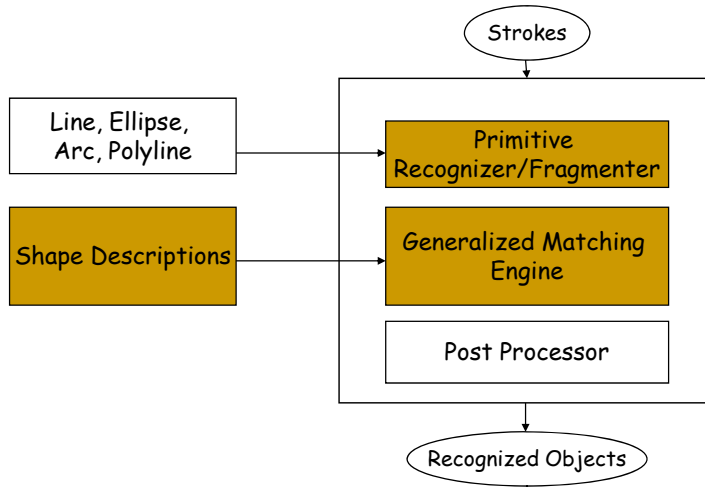 Strokes
Line, Ellipse,
Arc, Polyline
Primitive
Recognizer/Fragmenter
Shape Descriptions
Generalized Matching
Engine
Post Processor
Recognized Objects